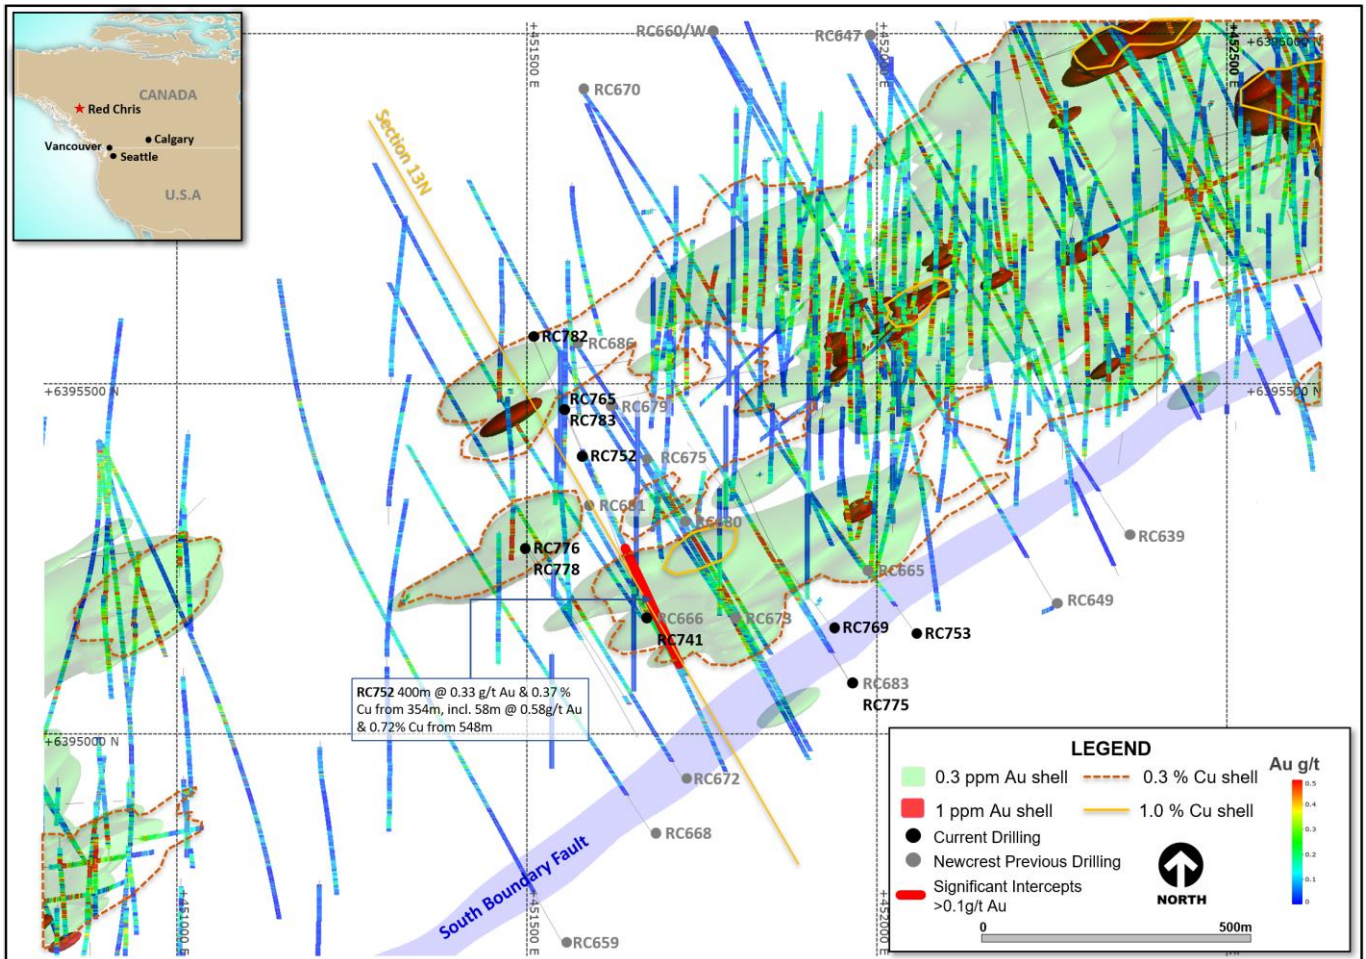 CANADA
Red Chris
Calgary
Vancouver
Seattle
U.S.A
RC660/W
RC647
+6396000 N
+451500 E
+452000 E
+452500 E
RC670
Section 13N
RC782
RC686
+6395500 N
+6395500 N
RC765
RC783
RC679
RC752
RC675
RC681
RC680
RC776
RC778
RC639
RC665
RC649
RC666
RC741
RC673
RC769
RC753
RC683
RC775
RC752 400m @ 0.33 g/t Au & 0.37 %
Cu from 354m, incl. 58m @ 0.58g/t Au
& 0.72% Cu from 548m
+6395000 N
RC672
RC668
South Boundary Fault
RC659
+451000 E
+451500 E
+452000 E
LEGEND
0.3 ppm Au shell
0.3 % Cu shell
1 ppm Au shell
1.0 % Cu shell
Current Drilling
Newcrest Previous Drilling
Significant Intercepts
>0.1g/t Au
NORTH
0
500m
Au g/t
0.5
0.4
0.3
0.2
0.1
0